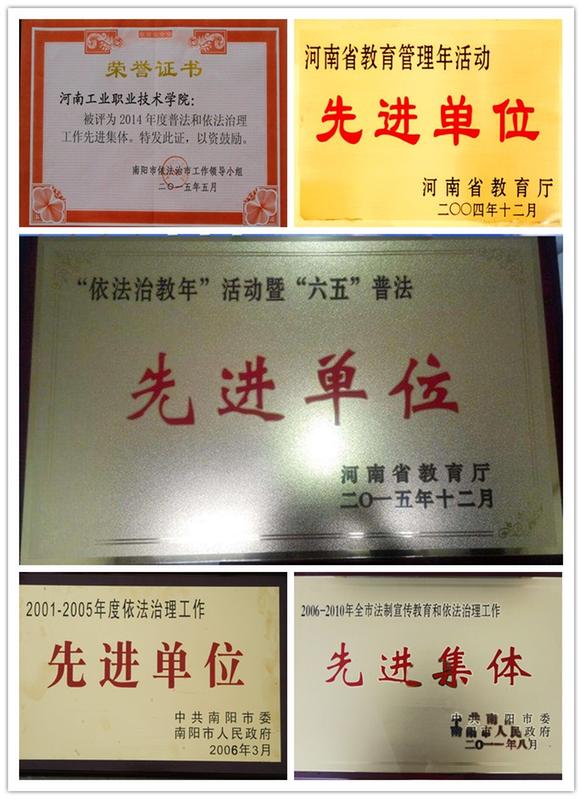 荣誉证书
河南工业职业技术学院：
被评为2014年度普法和依法治理
工作先进集体。特发此证，以资鼓励。
南阳市依法治市工作领导小组
二〇一五年五月
河南省教育管理年活动
先进单位
河南省教育厅
二〇〇四年十二月
“依法治教年”活动暨“六五”普法
先进单位
河南省教育厅
二〇一五年十二月
2001-2005年度依法治理工作
先进单位
中共南阳市委
南阳市人民政府
2006年3月
2006-2010年全市法制宣传教育和依法治理工作
先进集体
中共南阳市委
南阳市人民政府
二〇一一年八月